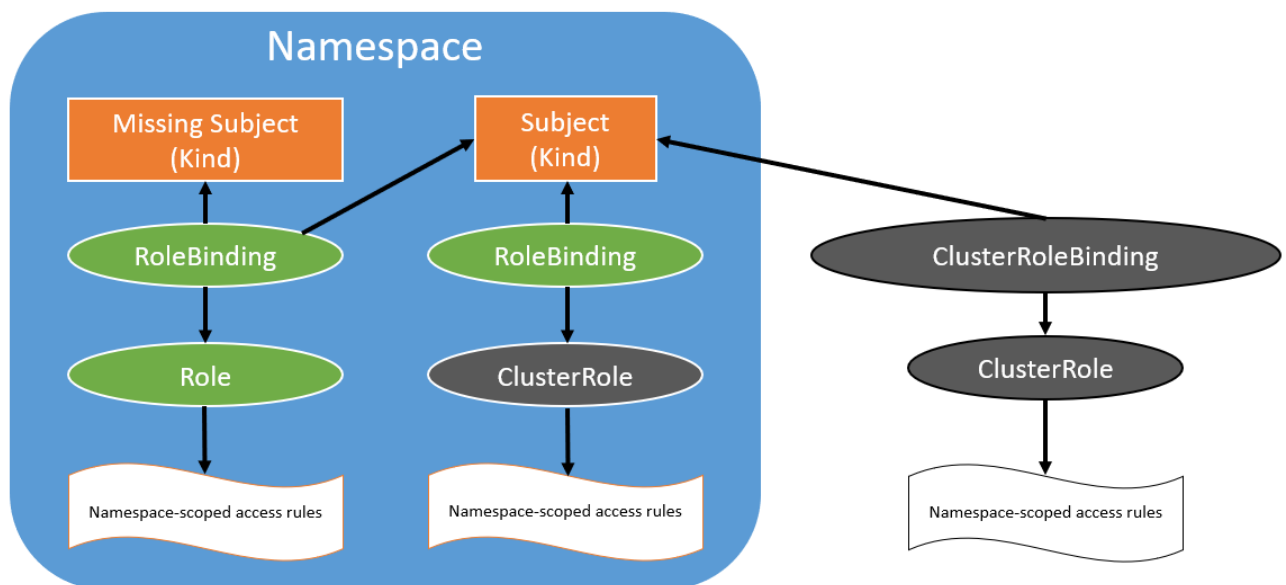 Namespace
Missing Subject
(Kind)
Subject
(Kind)
RoleBinding
RoleBinding
ClusterRoleBinding
Role
ClusterRole
ClusterRole
Namespace-scoped access rules
Namespace-scoped access rules
Namespace-scoped access rules